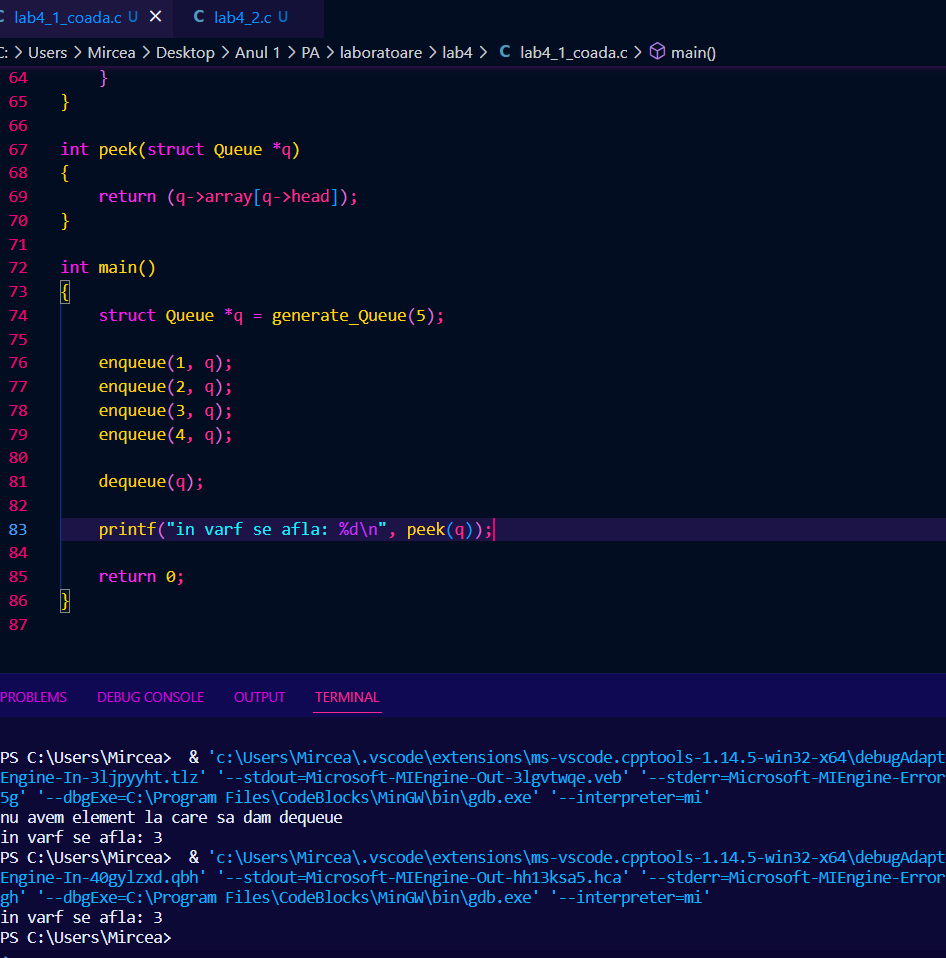 C lab4_1_coada.c U × C lab4_2.c U
C: > Users > Mircea > Desktop > Anul 1 > PA > laboratoare > lab4 > C lab4_1_coada.c > main()
64 }
65 }
66
67 int peek(struct Queue *q)
68 {
69 return (q->array[q->head]);
70 }
71
72 int main()
73 {
74 struct Queue *q = generate_Queue(5);
75
76 enqueue(1, q);
77 enqueue(2, q);
78 enqueue(3, q);
79 enqueue(4, q);
80
81 dequeue(q);
82
83 printf("in varf se afla: %d\n", peek(q));
84
85 return 0;
86 }
87
PROBLEMS DEBUG CONSOLE OUTPUT TERMINAL
PS C:\Users\Mircea> & 'c:\Users\Mircea\.vscode\extensions\ms-vscode.cpptools-1.14.5-win32-x64\debugAdapt
Engine-In-3ljpyyht.tlz' '--stdout=Microsoft-MIEngine-Out-3lgvtwqe.veb' '--stderr=Microsoft-MIEngine-Error
5g' '--dbgExe=C:\Program Files\CodeBlocks\MinGW\bin\gdb.exe' '--interpreter=mi'
nu avem element la care sa dam dequeue
in varf se afla: 3
PS C:\Users\Mircea> & 'c:\Users\Mircea\.vscode\extensions\ms-vscode.cpptools-1.14.5-win32-x64\debugAdapt
Engine-In-40gylzxd.qbh' '--stdout=Microsoft-MIEngine-Out-hh13ksa5.hca' '--stderr=Microsoft-MIEngine-Error
gh' '--dbgExe=C:\Program Files\CodeBlocks\MinGW\bin\gdb.exe' '--interpreter=mi'
in varf se afla: 3
PS C:\Users\Mircea>